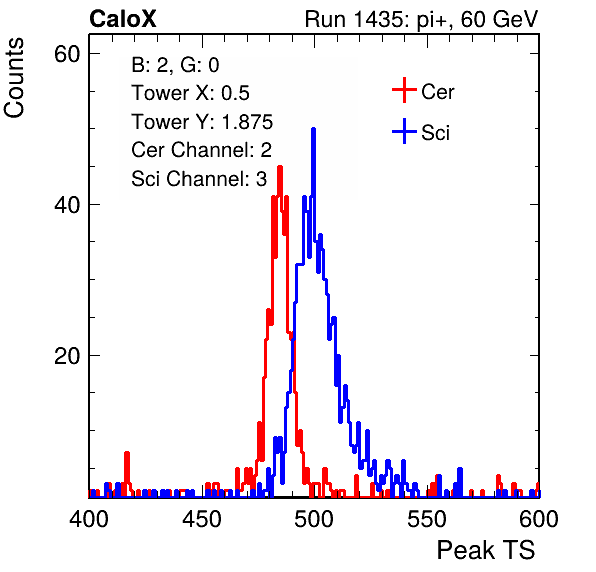 CaloX
Run 1435: pi+, 60 GeV
Counts
B: 2, G: 0
Tower X: 0.5
Tower Y: 1.875
Cer Channel: 2
Sci Channel: 3
Cer
Sci
60
40
20
400 450 500 550 600
Peak TS